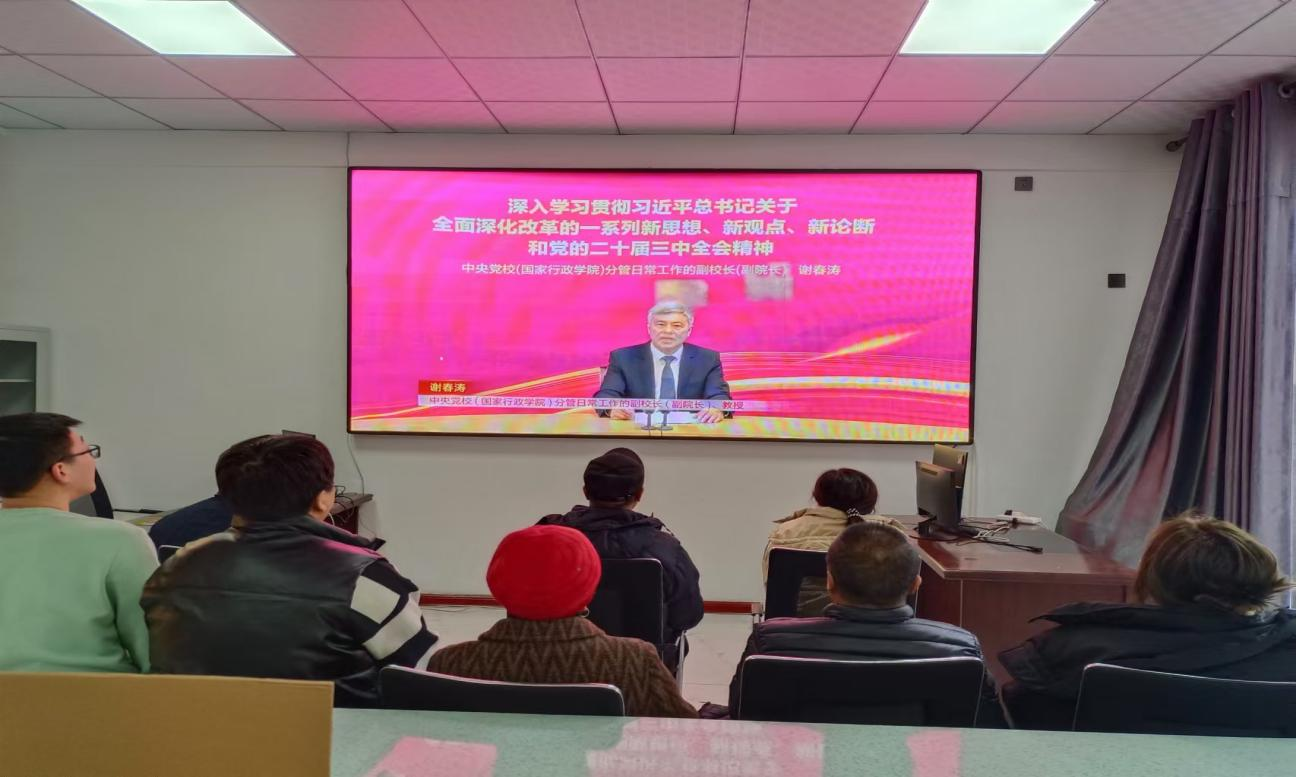 深入学习贯彻习近平总书记关于
全面深化改革的一系列新思想、新观点、新论断
和党的二十届三中全会精神
中央党校(国家行政学院)分管日常工作的副校长(副院长) 谢春涛
谢春涛
中央党校(国家行政学院)分管日常工作的副校长(副院长)、教授